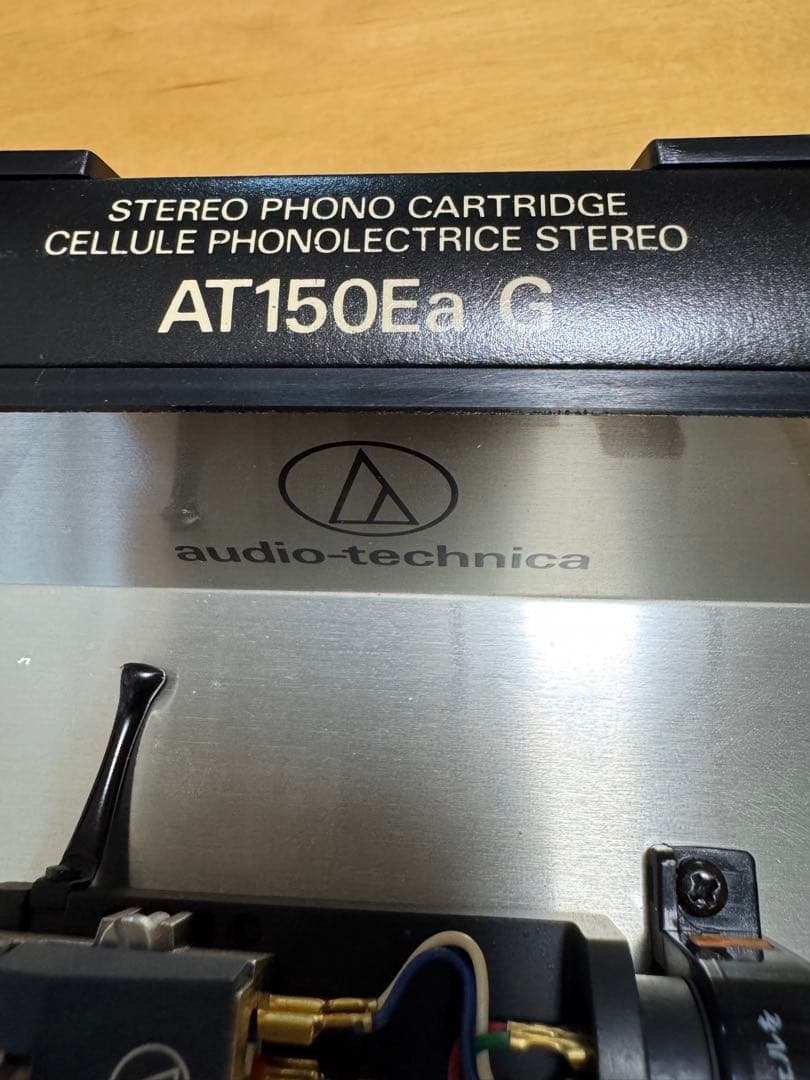 STEREO PHONO CARTRIDGE
CELLULE PHONOLECTRICE STEREO
AT150Ea/G
audio-technica